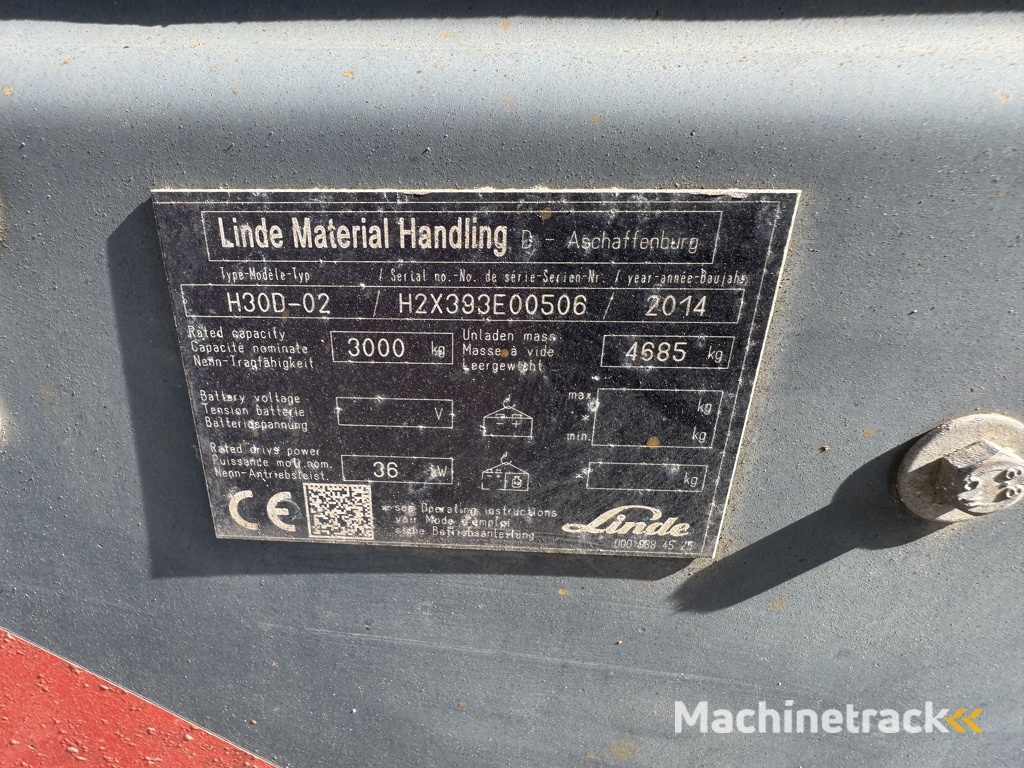 Linde Material Handling D - Aschaffenburg
Type-Modèle-Typ / Serial no.-No. de série-Serien-Nr. / year-année-Baujahr
H30D-02 / H2X393E00506 / 2014
Rated capacity
Capacité nominale
Nenn-Tragfähigkeit
3000 kg
Unladen mass
Masse à vide
Leergewicht
4685 kg
Battery voltage
Tension batterie
Batteriespannung
V
max. kg
min. kg
Rated drive power
Puissance motr.nom.
Nenn-Antriebsleist.
36 kW
* kg
CE
* see Operating instructions
voir Mode d'emploi
siehe Betriebsanleitung
Linde
Machinetrack